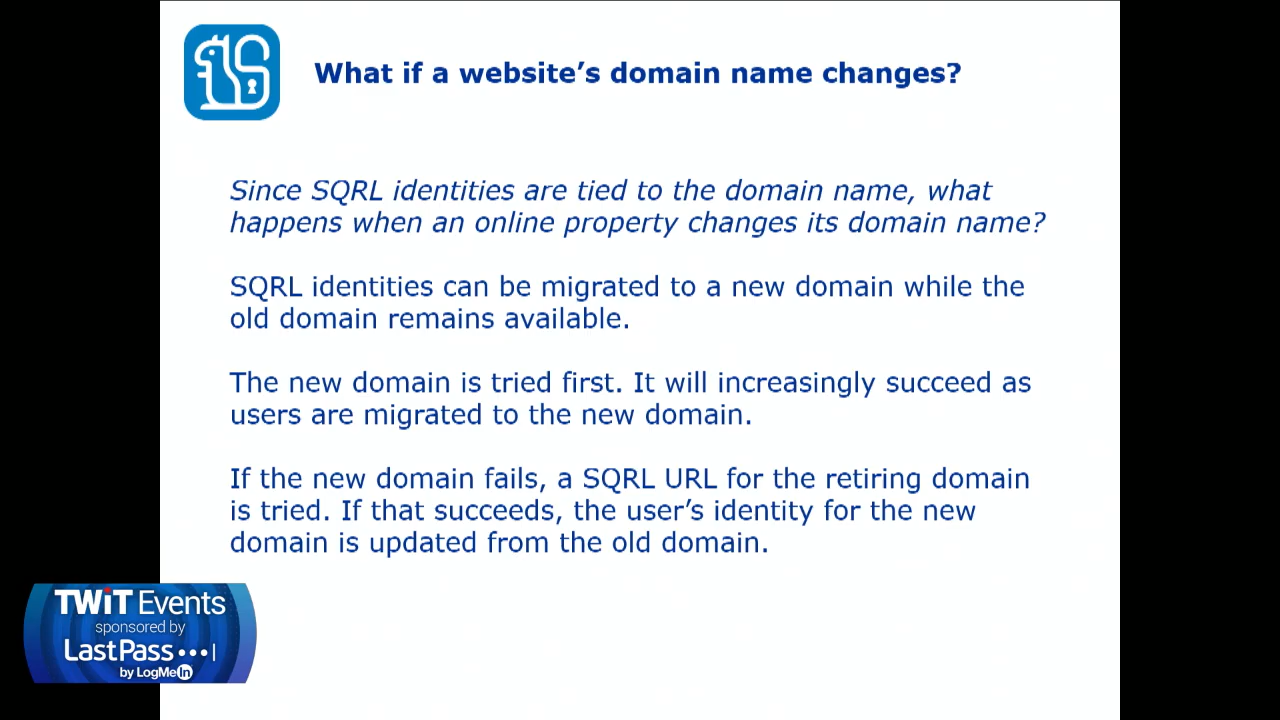 What if a website’s domain name changes?
Since SQRL identities are tied to the domain name, what
happens when an online property changes its domain name?
SQRL identities can be migrated to a new domain while the
old domain remains available.
The new domain is tried first. It will increasingly succeed as
users are migrated to the new domain.
If the new domain fails, a SQRL URL for the retiring domain
is tried. If that succeeds, the user’s identity for the new
domain is updated from the old domain.
TWiT Events
sponsored by
LastPass •••|
by LogMeIn